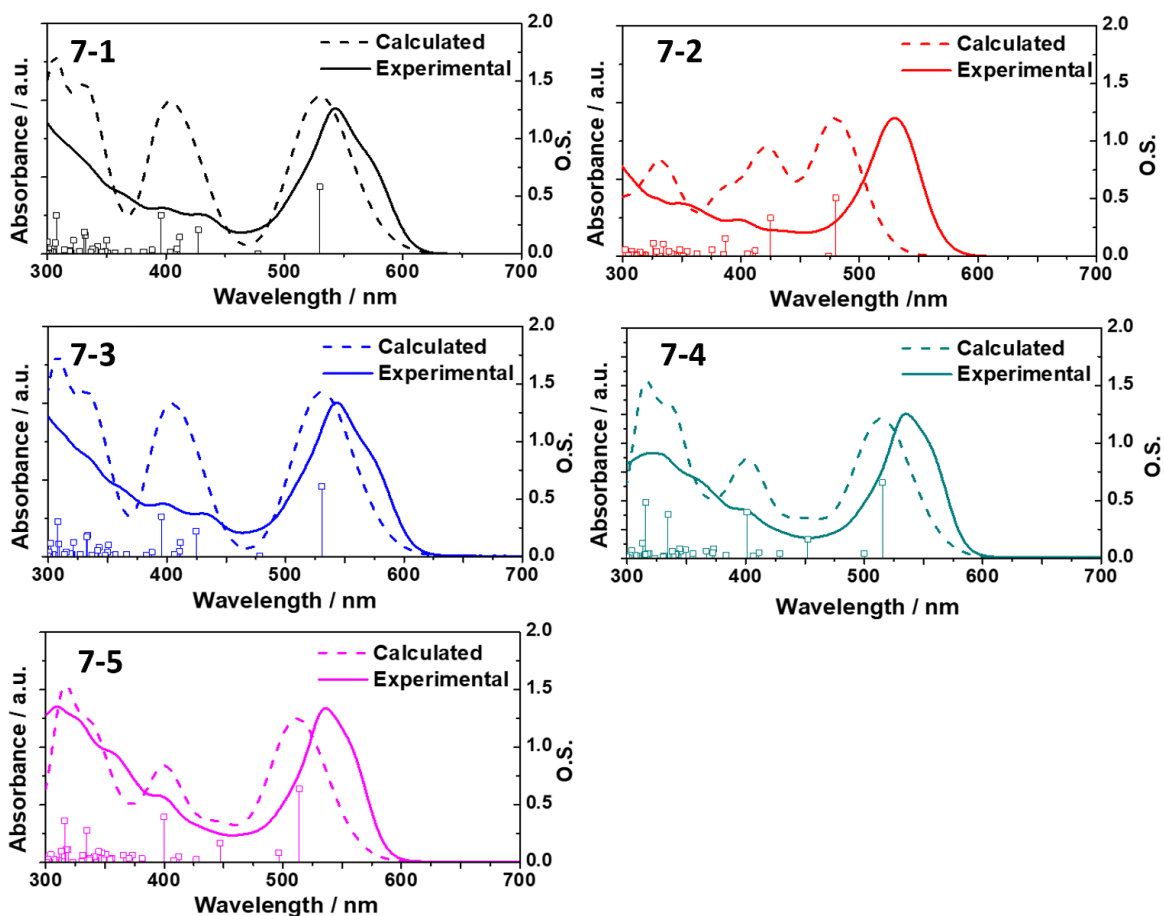 7-1
Calculated
Experimental
Absorbance / a.u.
O.S.
2.0
1.5
1.0
0.5
0.0
300 400 500 600 700
Wavelength / nm
7-2
Calculated
Experimental
Absorbance / a.u.
O.S.
2.0
1.5
1.0
0.5
0.0
300 400 500 600 700
Wavelength /nm
7-3
Calculated
Experimental
Absorbance / a.u.
O.S.
2.0
1.5
1.0
0.5
0.0
300 400 500 600 700
Wavelength / nm
7-4
Calculated
Experimental
Absorbance / a.u.
O.S.
2.0
1.5
1.0
0.5
0.0
300 400 500 600 700
Wavelength / nm
7-5
Calculated
Experimental
Absorbance / a.u.
O.S.
2.0
1.5
1.0
0.5
0.0
300 400 500 600 700
Wavelength / nm